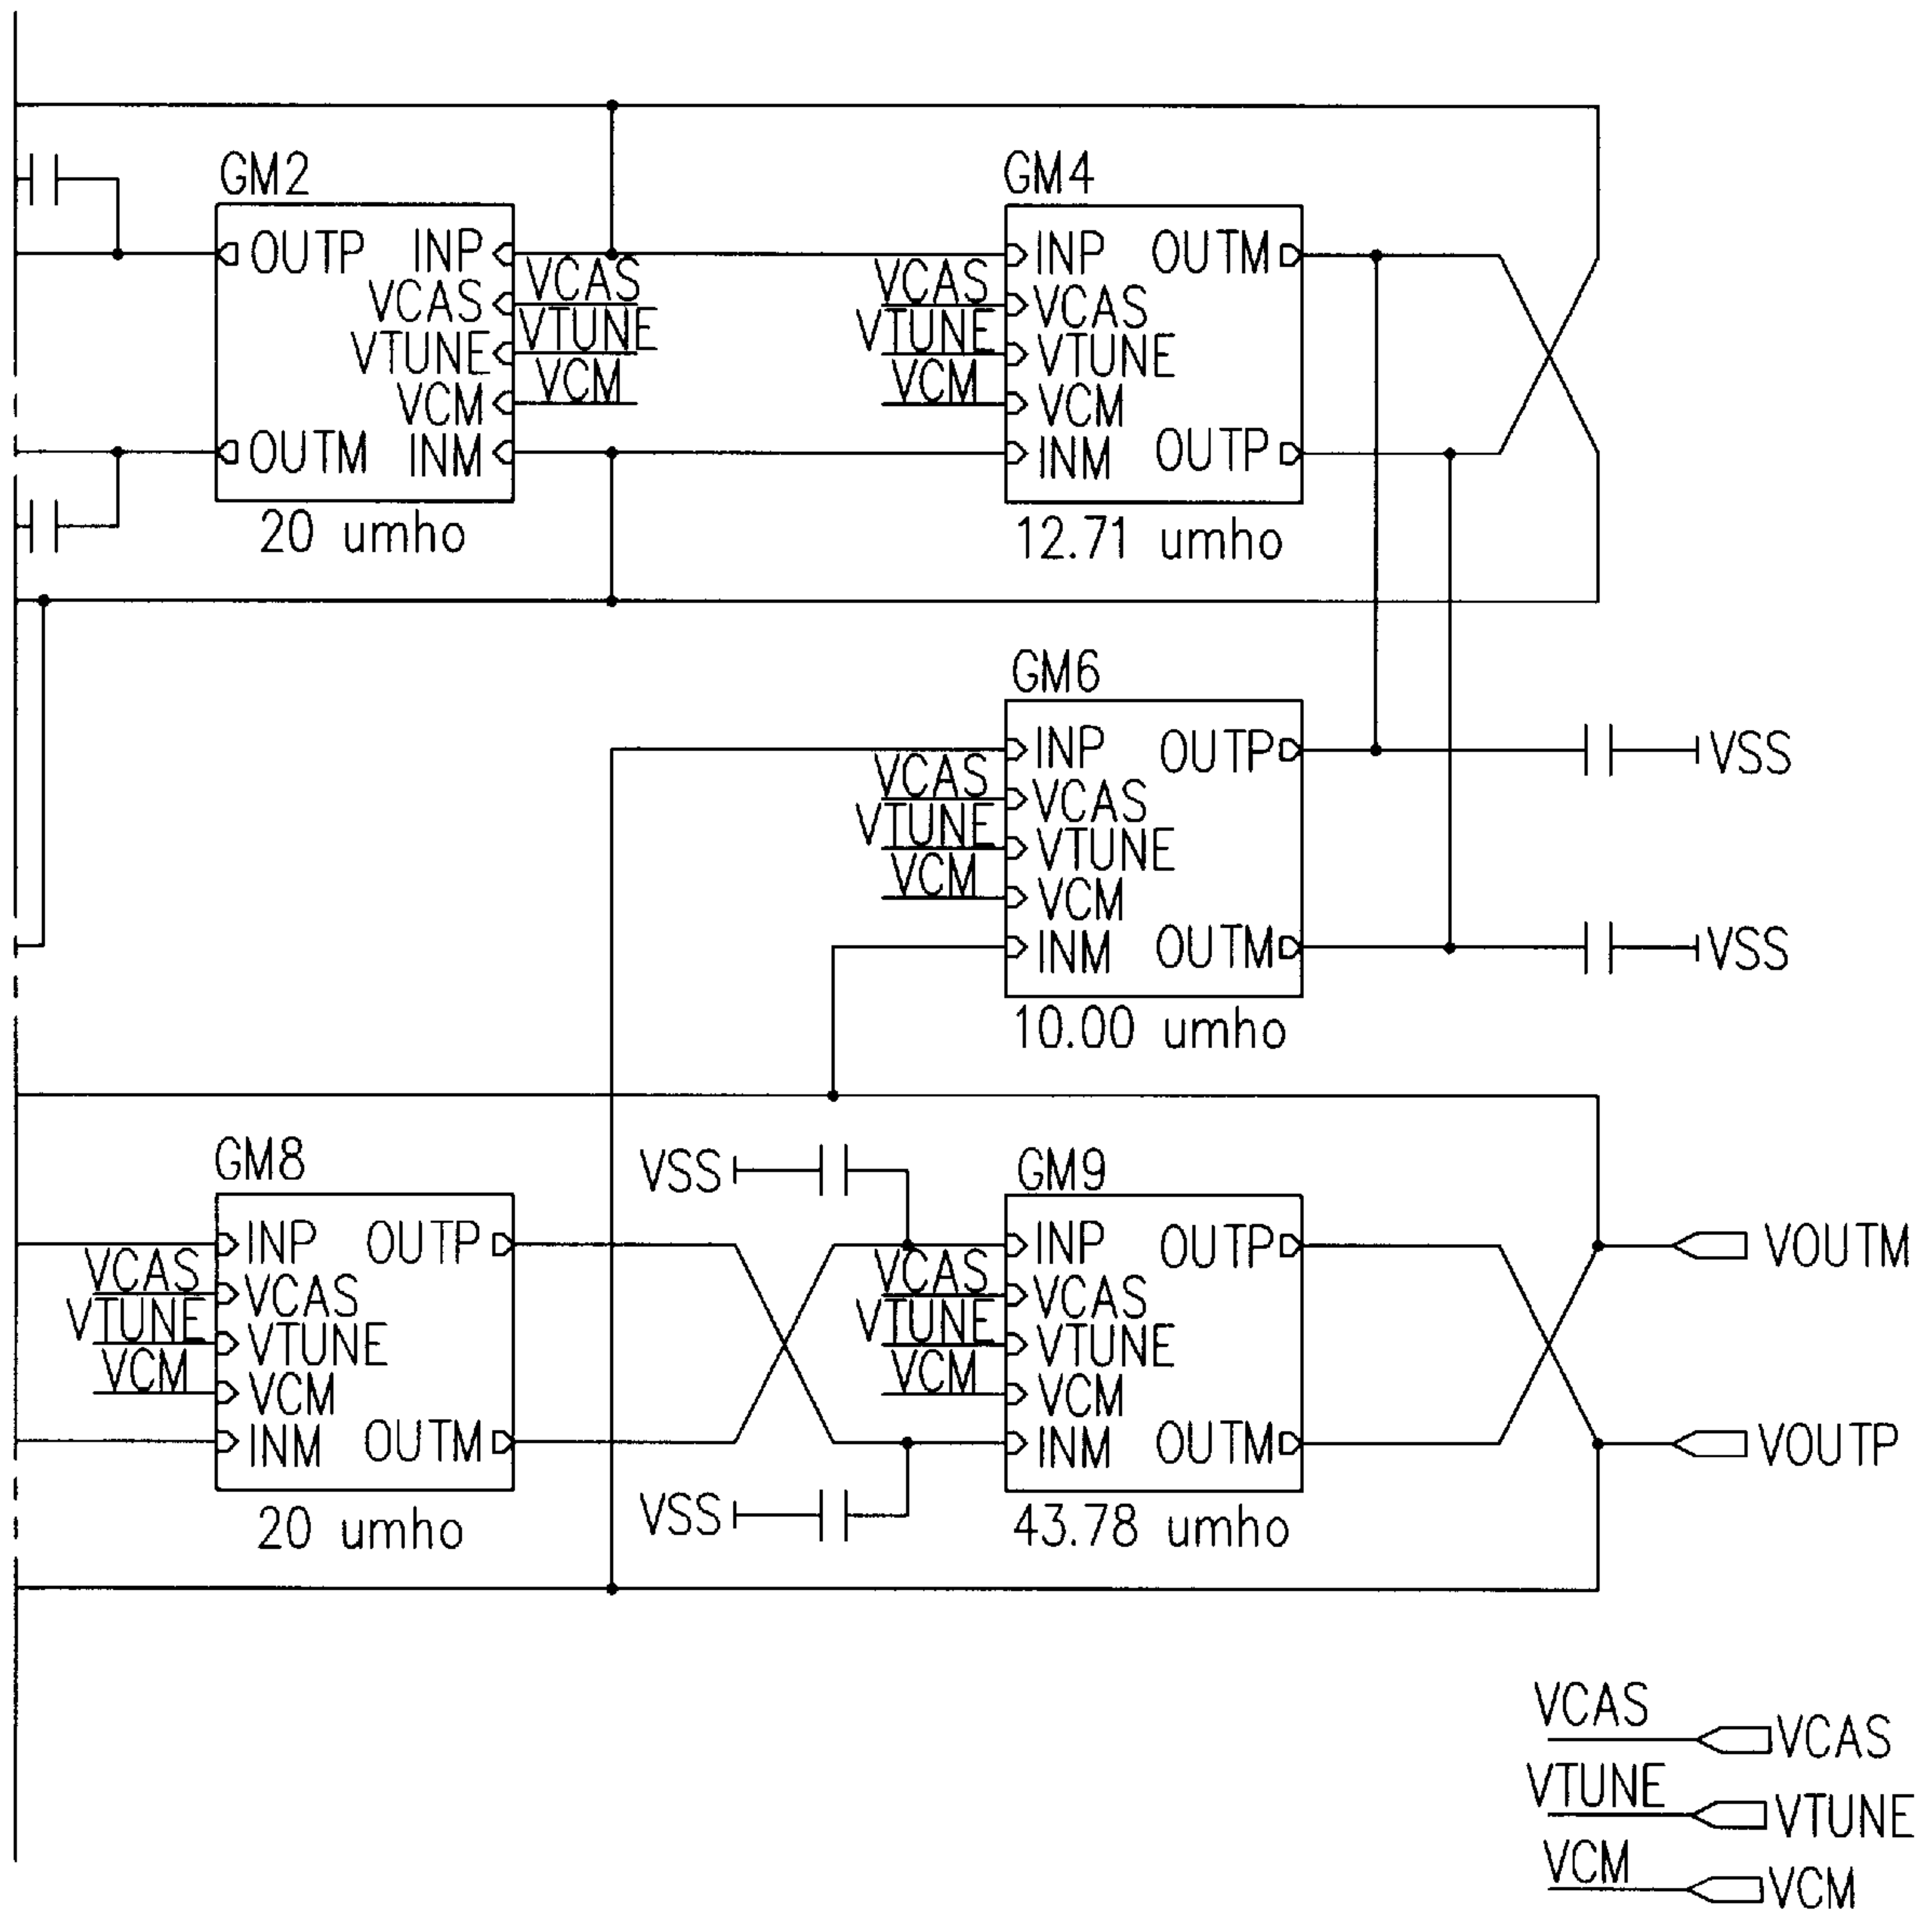 GM2
GM4
OUTP INP
VCAS VCAS
VTUNE VTUNE
VCM VCM
OUTM INM
20 umho
INP OUTM
VCAS VCAS
VTUNE VTUNE
VCM VCM
INM OUTP
12.71 umho
GM6
INP OUTP
VCAS VCAS
VTUNE VTUNE
VCM VCM
INM OUTM
10.00 umho
VSS
VSS
GM8
INP OUTP
VCAS VCAS
VTUNE VTUNE
VCM VCM
INM OUTM
20 umho
VSS
VSS
GM9
INP OUTP
VCAS VCAS
VTUNE VTUNE
VCM VCM
INM OUTM
43.78 umho
VOUTM
VOUTP
VCAS VCAS
VTUNE VTUNE
VCM VCM